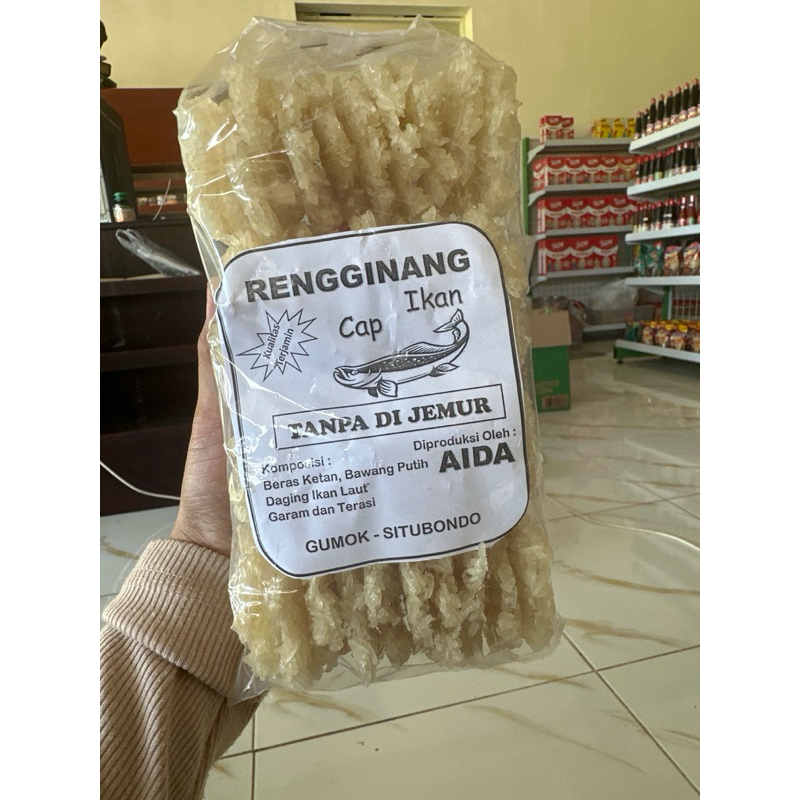 RENGGINANG
Cap Ikan
Kualitas
Terjamin
TANPA DI JEMUR
Komposisi :
Beras Ketan, Bawang Putih
Daging Ikan Laut
Garam dan Terasi
Diproduksi Oleh :
AIDA
GUMOK - SITUBONDO